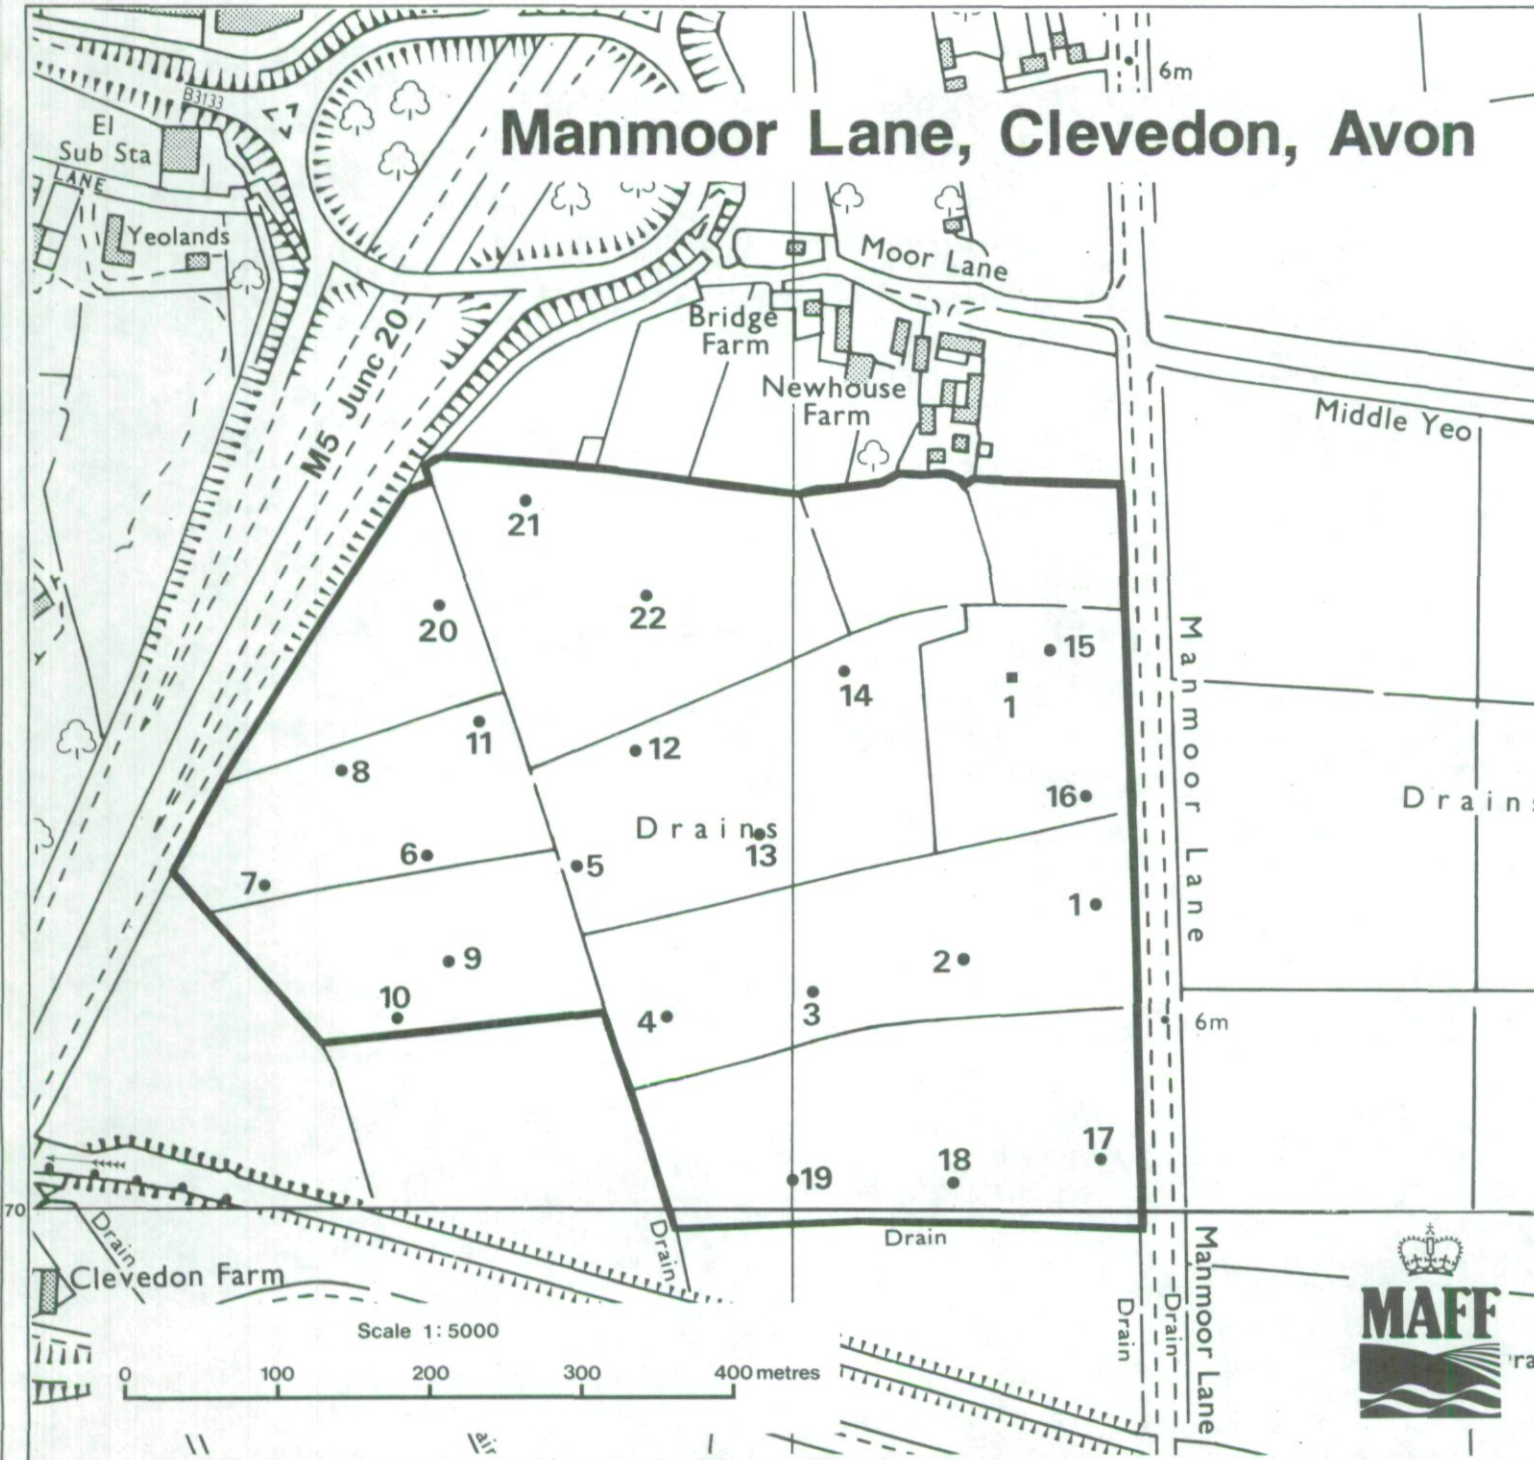 6m
B3133
Manmoor Lane, Clevedon, Avon
El
Sub Sta
LANE
Yeolands
Moor Lane
Bridge
Farm
M5 Junc 20
Newhouse
Farm
Middle Yeo
21
22
20
15
14
1
11
12
8
Manmoor Lane
16
Drains
Drains
13
6
5
7
1
9
2
10
4
3
6m
17
18
19
70
Drain
Drain
Drain
Manmoor Lane
Clevedon Farm
Drain
Drain
MAFF
Scale 1:5000
0 100 200 300 400 metres